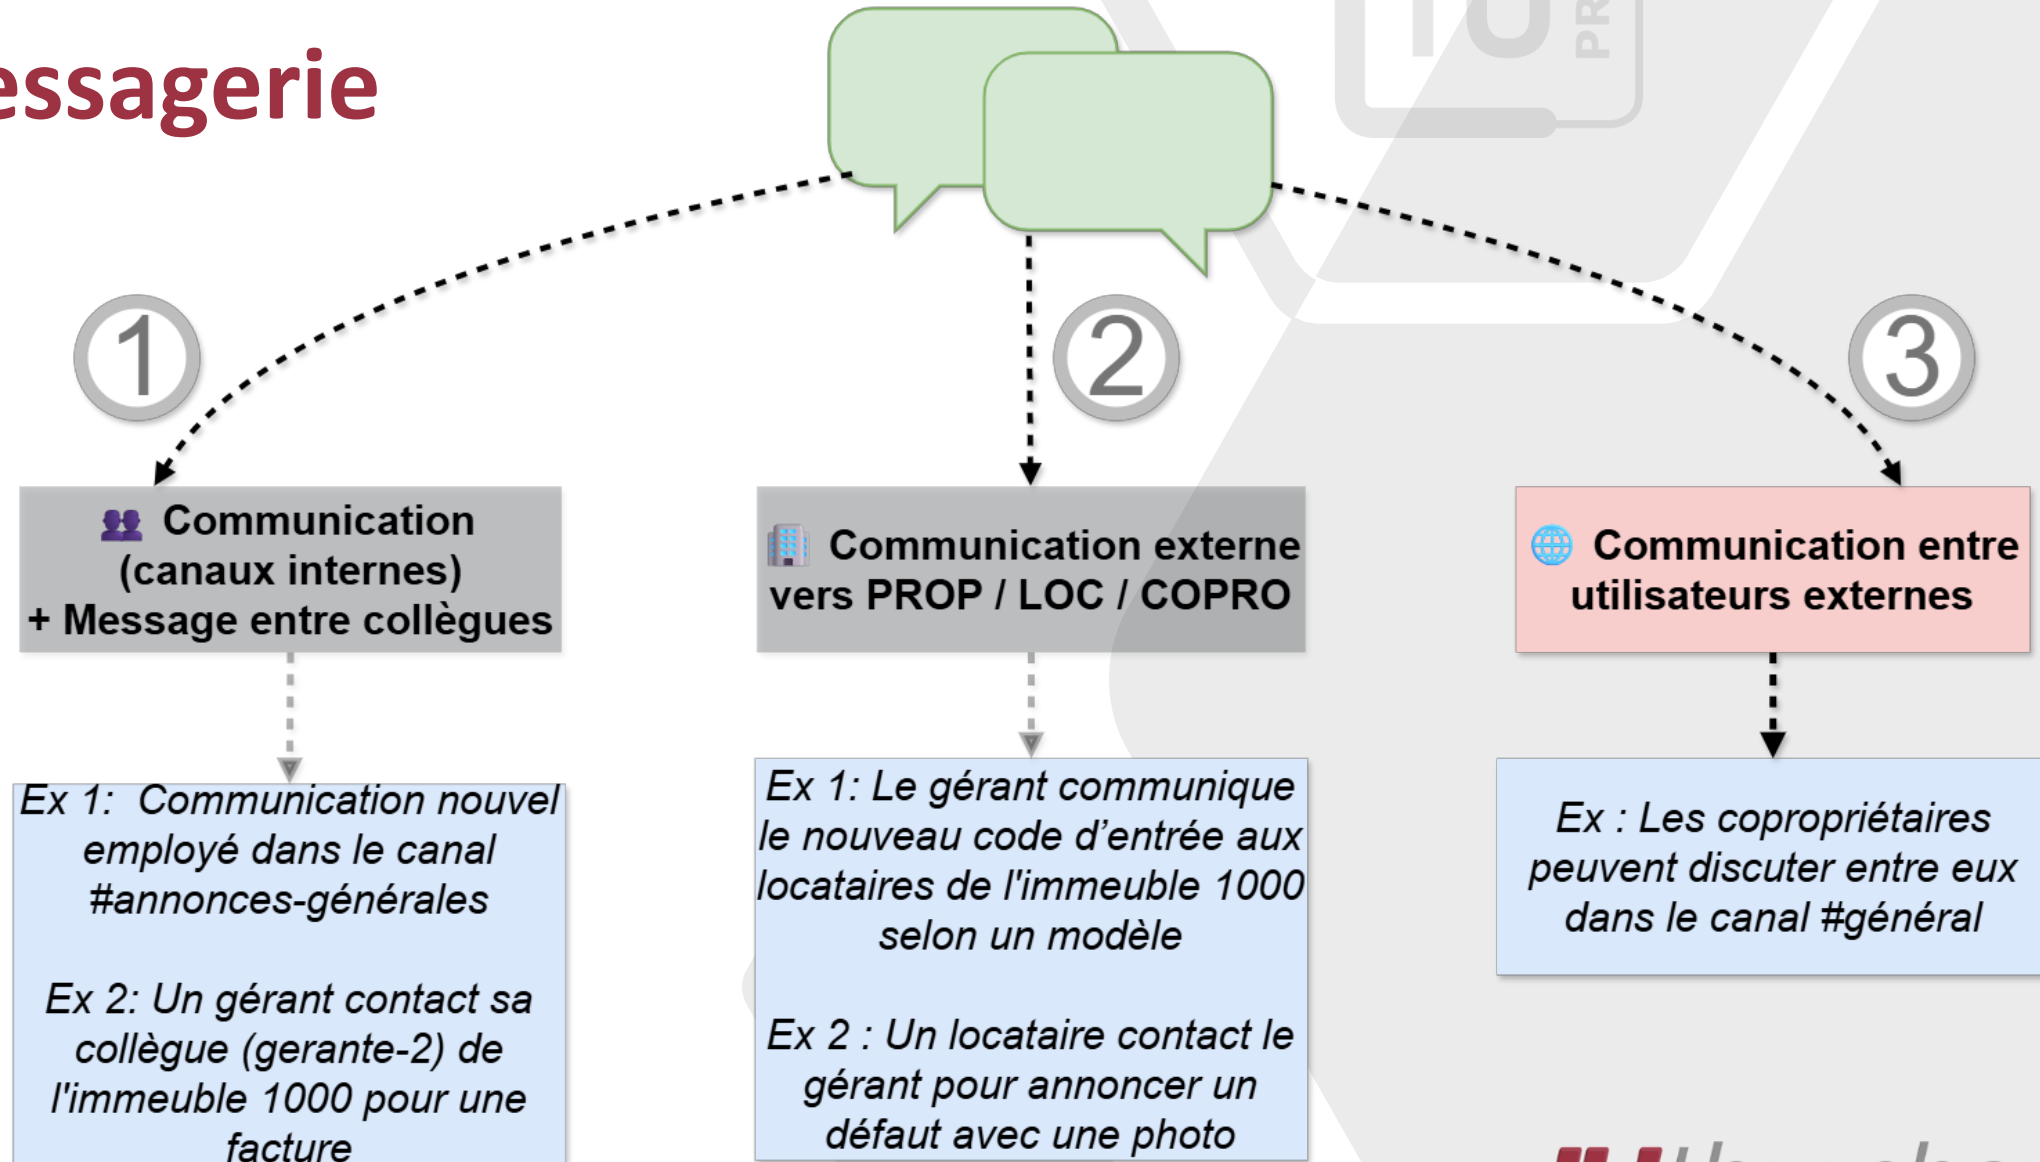 essagerie
PR
1
2
3
Communication
(canaux internes)
+ Message entre collègues
Communication externe
vers PROP / LOC / COPRO
Communication entre
utilisateurs externes
Ex 1: Communication nouvel
employé dans le canal
#annonces-générales
Ex 2: Un gérant contact sa
collègue (gerante-2) de
l'immeuble 1000 pour une
facture
Ex 1: Le gérant communique
le nouveau code d’entrée aux
locataires de l'immeuble 1000
selon un modèle
Ex 2 : Un locataire contact le
gérant pour annoncer un
défaut avec une photo
Ex : Les copropriétaires
peuvent discuter entre eux
dans le canal #général